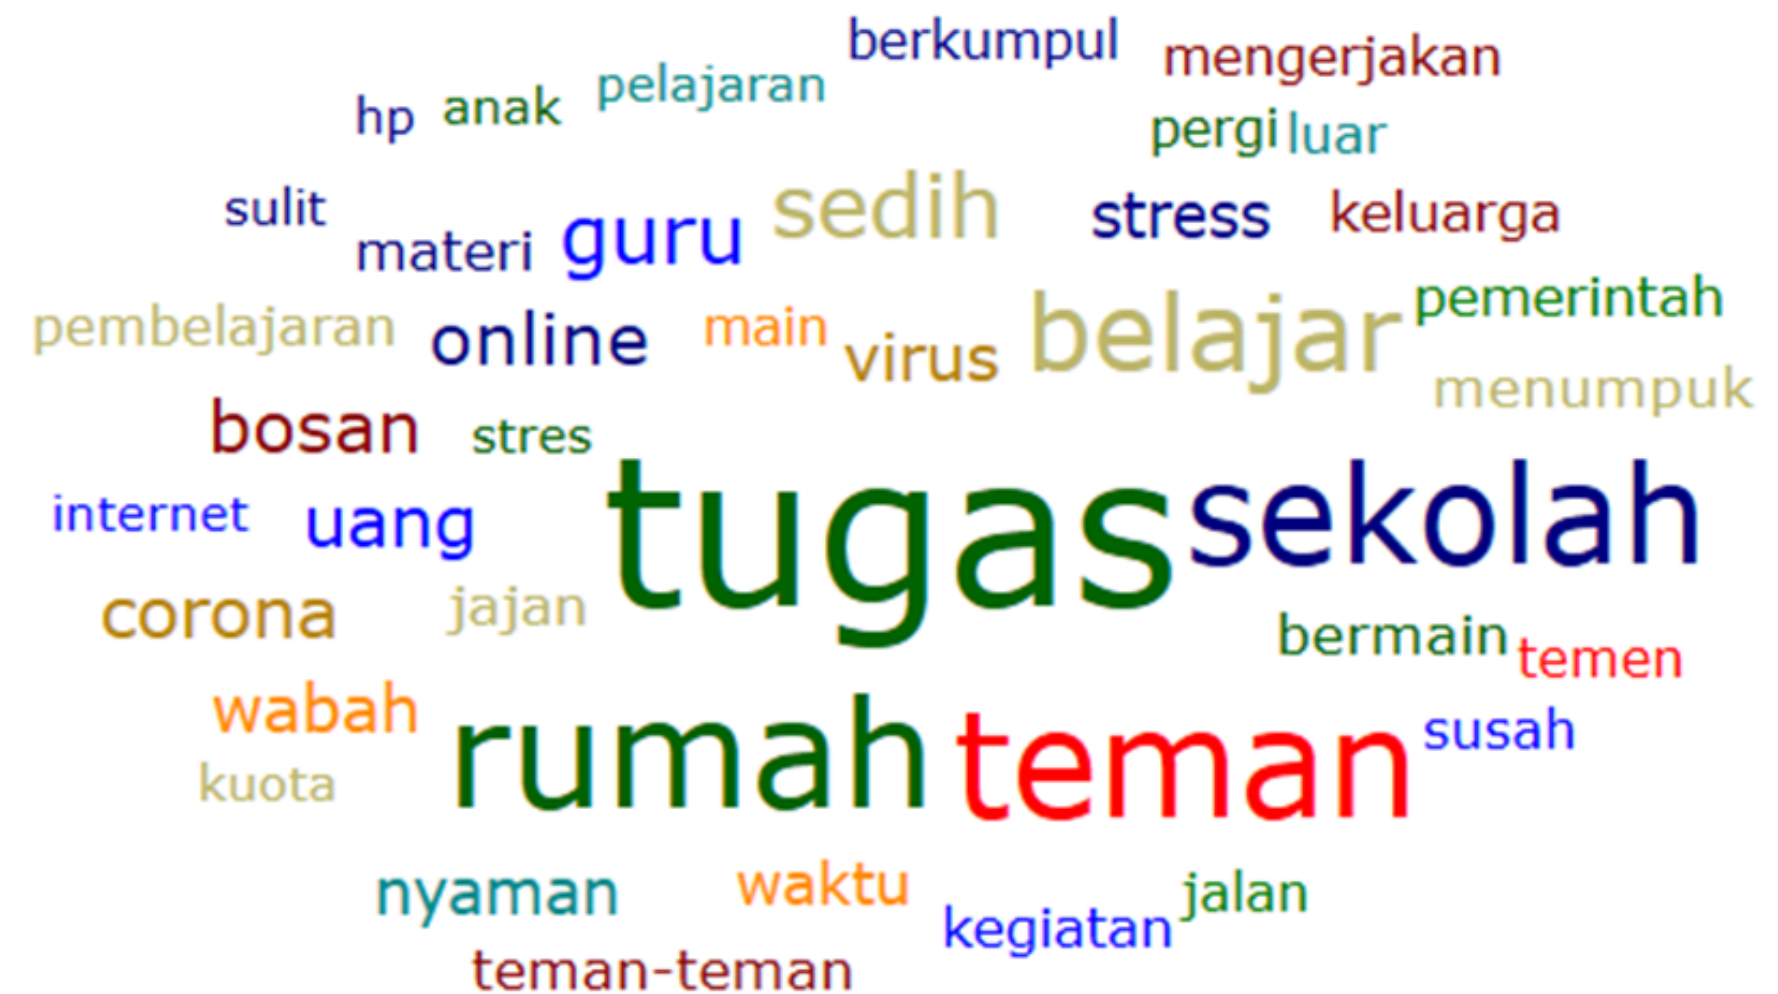 berkumpul mengerjakan
hp anak pelajaran
pergi luar
sulit materi guru sedih stress keluarga
pembelajaran online main virus belajar pemerintah
menumpuk
bosan stres
internet uang tugas sekolah
corona jajan bermain temen
wabah rumah teman susah
kuota
nyaman waktu kegiatan jalan
teman-teman